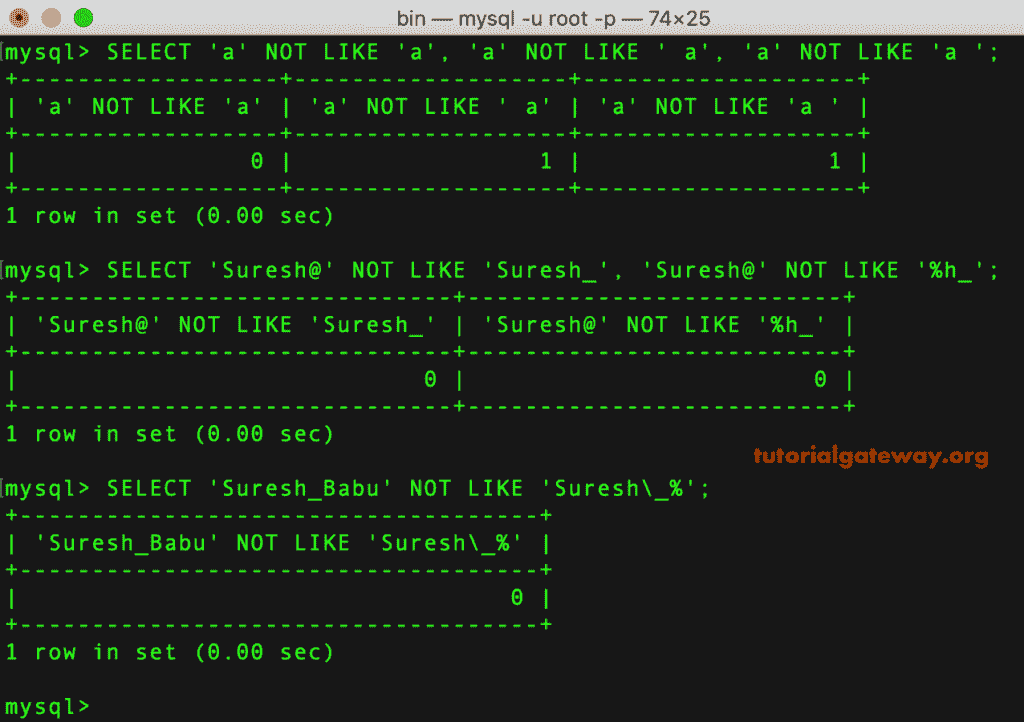 bin — mysql -u root -p — 74×25
mysql> SELECT 'a' NOT LIKE 'a', 'a' NOT LIKE ' a', 'a' NOT LIKE 'a ';
+------------------+-------------------+-------------------+
| 'a' NOT LIKE 'a' | 'a' NOT LIKE ' a' | 'a' NOT LIKE 'a ' |
+------------------+-------------------+-------------------+
|                0 |                 1 |                 1 |
+------------------+-------------------+-------------------+
1 row in set (0.00 sec)
mysql> SELECT 'Suresh@' NOT LIKE 'Suresh_', 'Suresh@' NOT LIKE '%h_';
+------------------------------+--------------------------+
| 'Suresh@' NOT LIKE 'Suresh_' | 'Suresh@' NOT LIKE '%h_' |
+------------------------------+--------------------------+
|                            0 |                        0 |
+------------------------------+--------------------------+
1 row in set (0.00 sec)
tutorialgateway.org
mysql> SELECT 'Suresh_Babu' NOT LIKE 'Suresh\_%';
+------------------------------------+
| 'Suresh_Babu' NOT LIKE 'Suresh\_%' |
+------------------------------------+
|                                  0 |
+------------------------------------+
1 row in set (0.00 sec)
mysql>